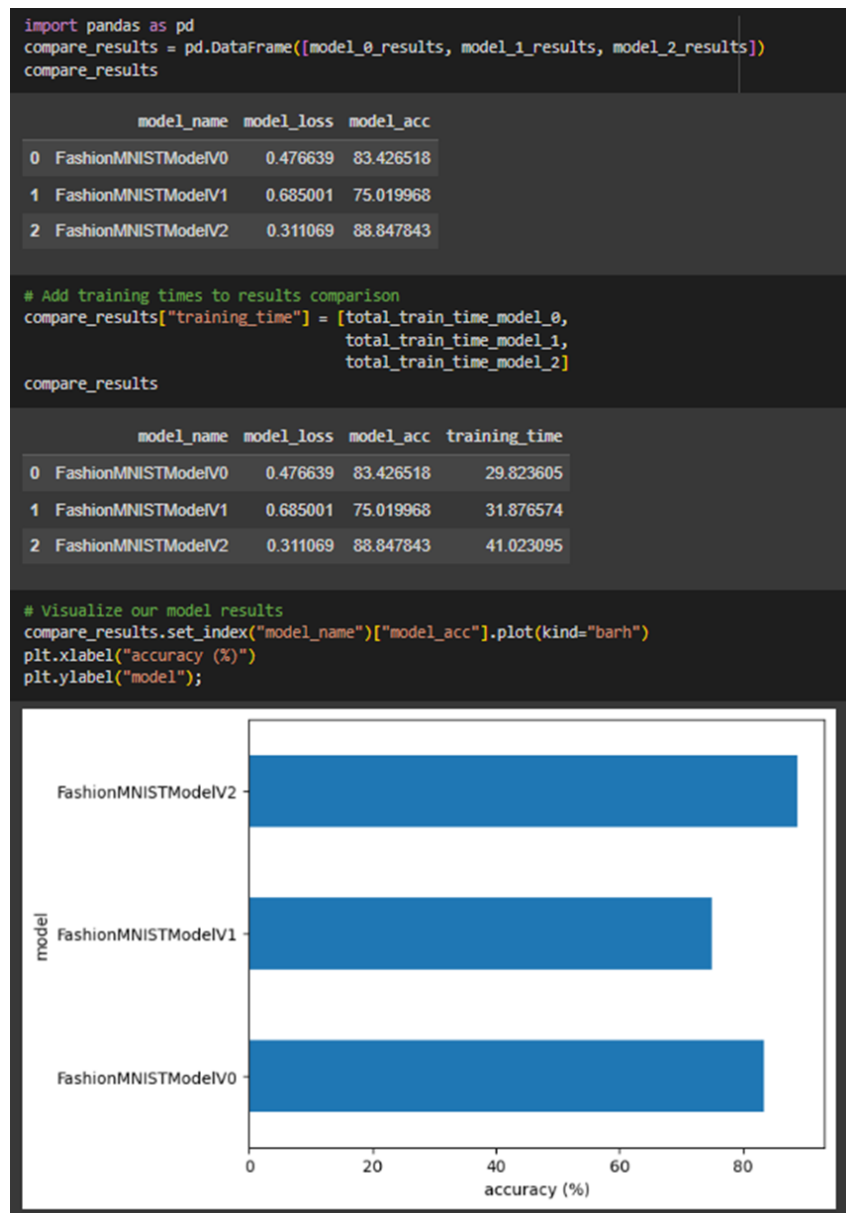 import pandas as pd
compare_results = pd.DataFrame([model_0_results, model_1_results, model_2_results])
compare_results
model_name model_loss model_acc
0 FashionMNISTModelV0 0.476639 83.426518
1 FashionMNISTModelV1 0.685001 75.019968
2 FashionMNISTModelV2 0.311069 88.847843
# Add training times to results comparison
compare_results["training_time"] = [total_train_time_model_0,
total_train_time_model_1,
total_train_time_model_2]
compare_results
model_name model_loss model_acc training_time
0 FashionMNISTModelV0 0.476639 83.426518 29.823605
1 FashionMNISTModelV1 0.685001 75.019968 31.876574
2 FashionMNISTModelV2 0.311069 88.847843 41.023095
# Visualize our model results
compare_results.set_index("model_name")["model_acc"].plot(kind="barh")
plt.xlabel("accuracy (%)")
plt.ylabel("model");
FashionMNISTModelV2
model
FashionMNISTModelV1
FashionMNISTModelV0
0 20 40 60 80
accuracy (%)